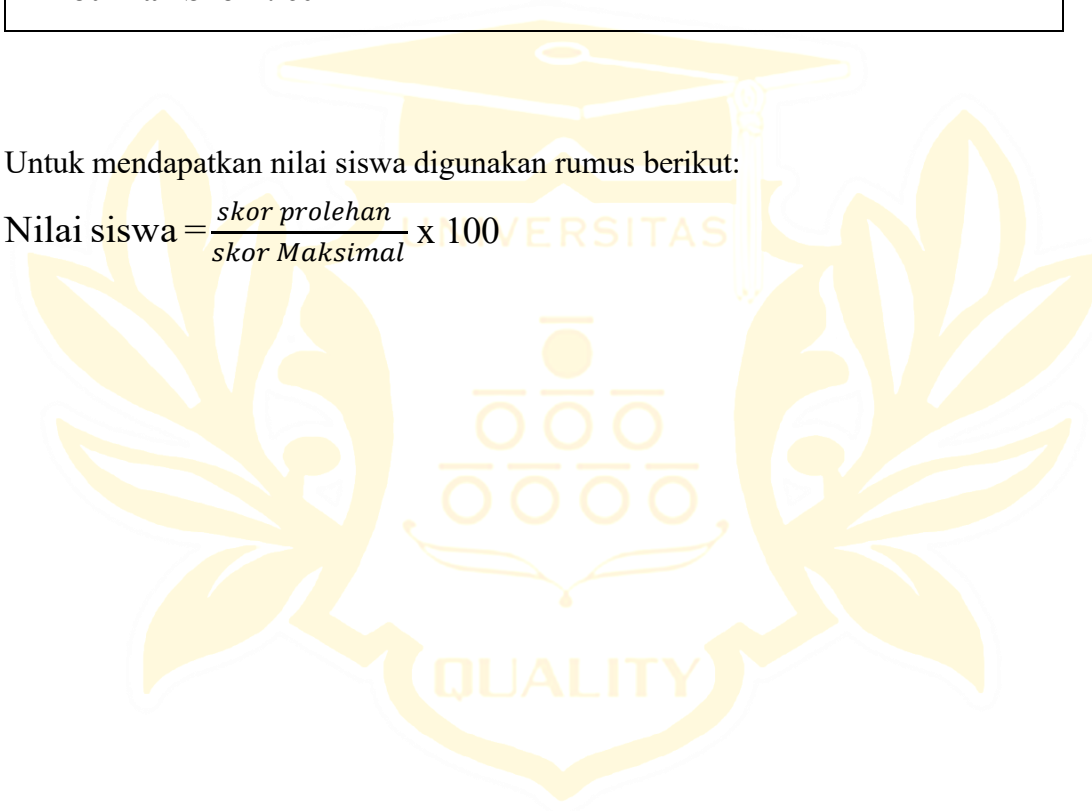 Untuk mendapatkan nilai siswa digunakan rumus berikut:
Nilai siswa = skor prolehan / skor Maksimal x 100
UNIVERSITAS
QUALITY